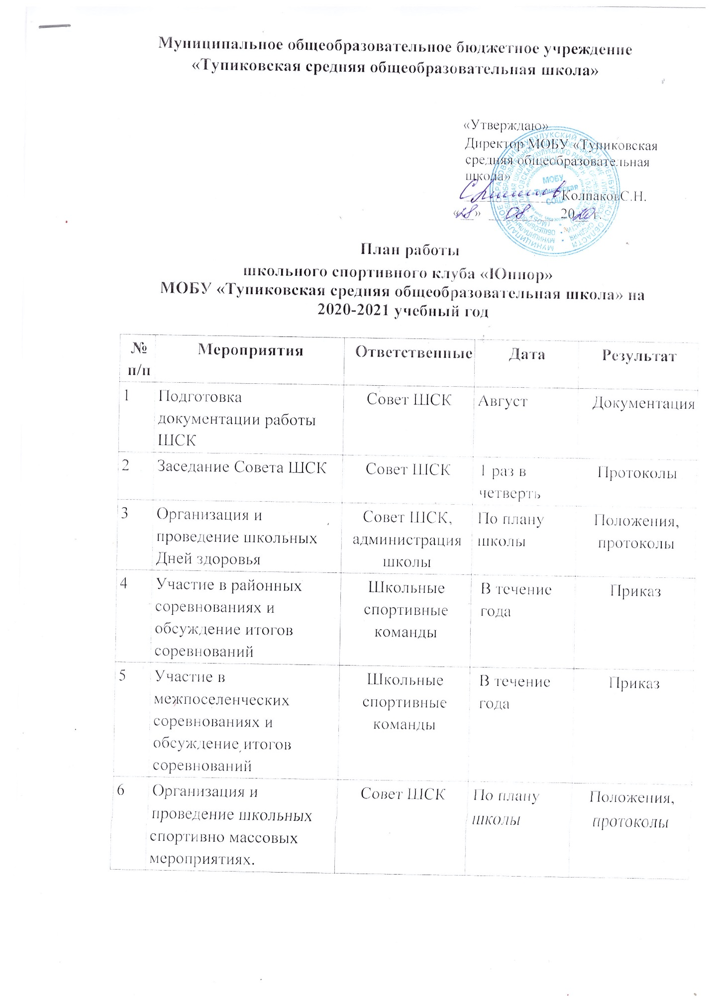 Муниципальное общеобразовательное бюджетное учреждение
«Тупиковская средняя общеобразовательная школа»
«Утверждаю»
Директор МОБУ «Тупиковская
средняя общеобразовательная
школа»
КолпаковС.Н.
«28» 08 2020г.
МОБУ
«Тупиковская
СОШ»
План работы
школьного спортивного клуба «Юниор»
МОБУ «Тупиковская средняя общеобразовательная школа» на
2020-2021 учебный год
№ Мероприятия Ответственные Дата Результат
п/п
1 Подготовка Совет ШСК Август Документация
документации работы
ШСК
2 Заседание Совета ШСК Совет ШСК 1 раз в Протоколы
четверть
3 Организация и Совет ШСК, По плану Положения,
проведение школьных администрация школы протоколы
Дней здоровья школы
4 Участие в районных Школьные В течение Приказ
соревнованиях и спортивные года
обсуждение итогов команды
соревнований
5 Участие в Школьные В течение Приказ
межпоселенческих спортивные года
соревнованиях и команды
обсуждение итогов
соревнований
6 Организация и Совет ШСК По плану Положения,
проведение школьных школы протоколы
спортивно массовых
мероприятиях.